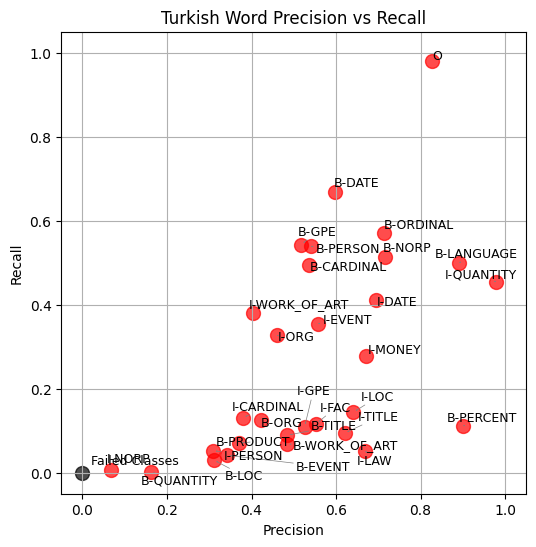 Turkish Word Precision vs Recall
1.0
O
0.8
B-DATE
0.6
B-GPE
B-ORDINAL
B-PERSON
B-NORP
B-CARDINAL
B-LANGUAGE
I-QUANTITY
Recall
0.4
I-WORK_OF_ART
I-DATE
I-EVENT
I-ORG
I-MONEY
0.2
I-GPE
I-LOC
I-CARDINAL
I-FAC
I-TITLE
B-ORG
B-TITLE
B-PERCENT
B-PRODUCT
B-WORK_OF_ART
I-PERSON
I-LAW
I-NORP
Failed Classes
B-EVENT
0.0
B-QUANTITY
B-LOC
0.0 0.2 0.4 0.6 0.8 1.0
Precision